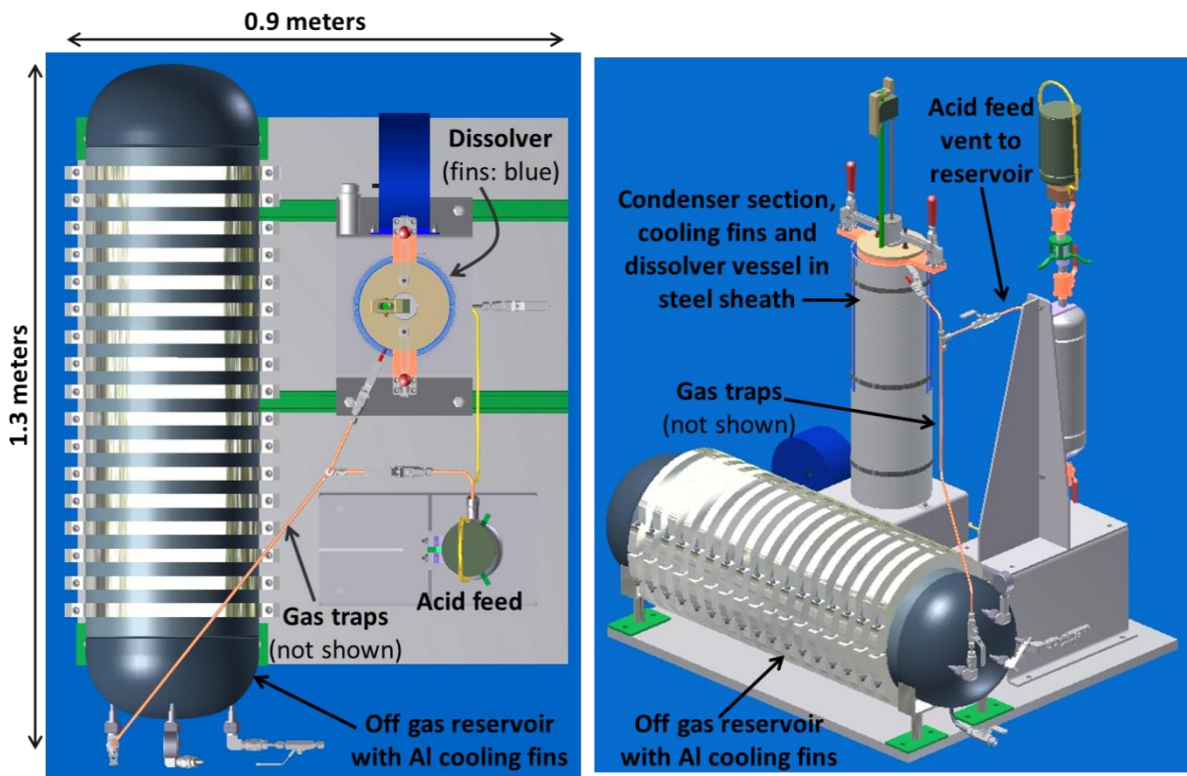 0.9 meters
1.3 meters
Dissolver
(fins: blue)
Gas traps
(not shown)
Acid feed
Off gas reservoir
with Al cooling fins
Acid feed
vent to
reservoir
Condenser section,
cooling fins and
dissolver vessel in
steel sheath
Gas traps
(not shown)
Off gas reservoir
with Al cooling fins